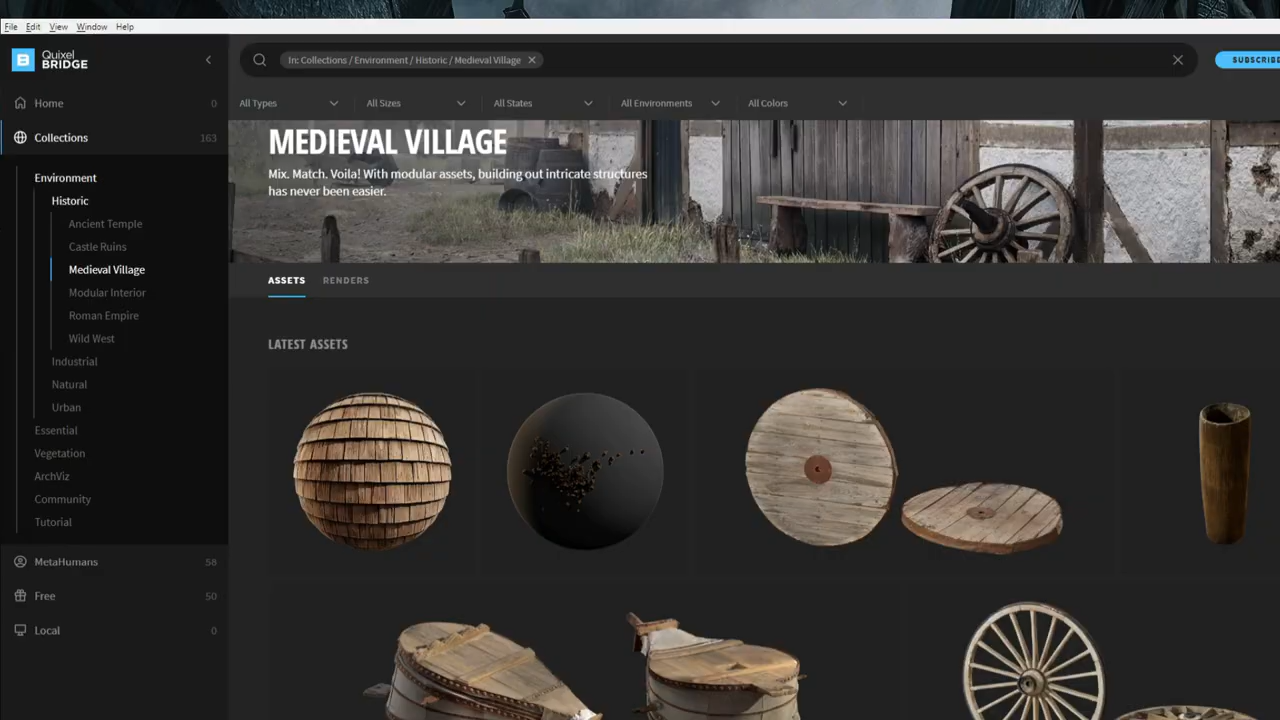 File Edit View Window Help
Quixel
BRIDGE
In: Collections / Environment / Historic / Medieval Village
SUBSCRIBE
Home 0
All Types All Sizes All States All Environments All Colors
Collections 163
MEDIEVAL VILLAGE
Mix. Match. Voila! With modular assets, building out intricate structures
has never been easier.
Environment
Historic
Ancient Temple
Castle Ruins
Medieval Village
Modular Interior
Roman Empire
Wild West
Industrial
Natural
Urban
Essential
Vegetation
ArchViz
Community
Tutorial
MetaHumans 58
Free 50
Local 0
ASSETS RENDERS
LATEST ASSETS